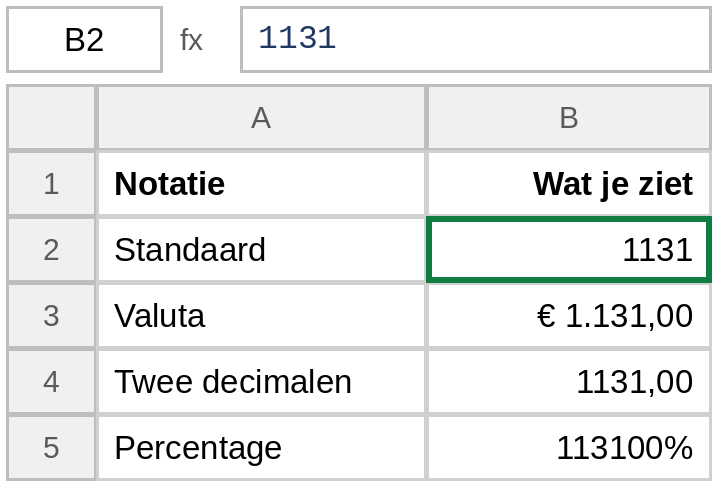 B2 fx 1131
A B
1 Notatie Wat je ziet
2 Standaard 1131
3 Valuta € 1.131,00
4 Twee decimalen 1131,00
5 Percentage 113100%